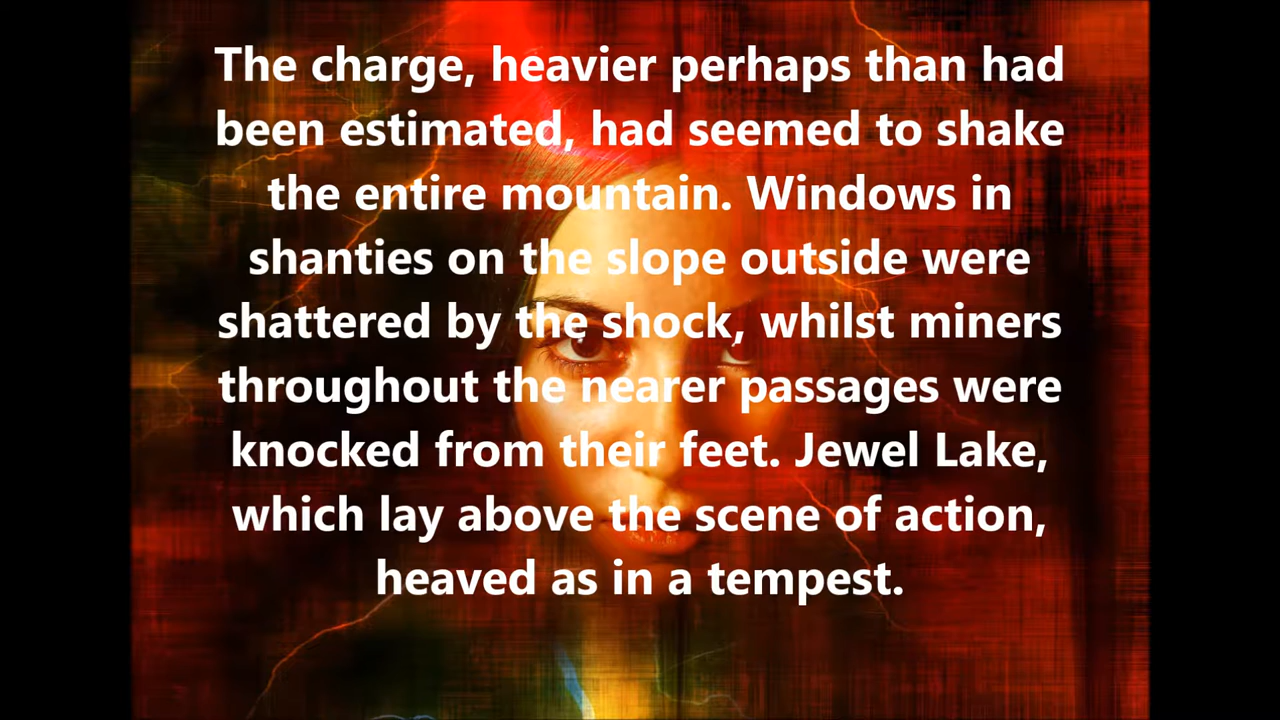 The charge, heavier perhaps than had
been estimated, had seemed to shake
the entire mountain. Windows in
shanties on the slope outside were
shattered by the shock, whilst miners
throughout the nearer passages were
knocked from their feet. Jewel Lake,
which lay above the scene of action,
heaved as in a tempest.